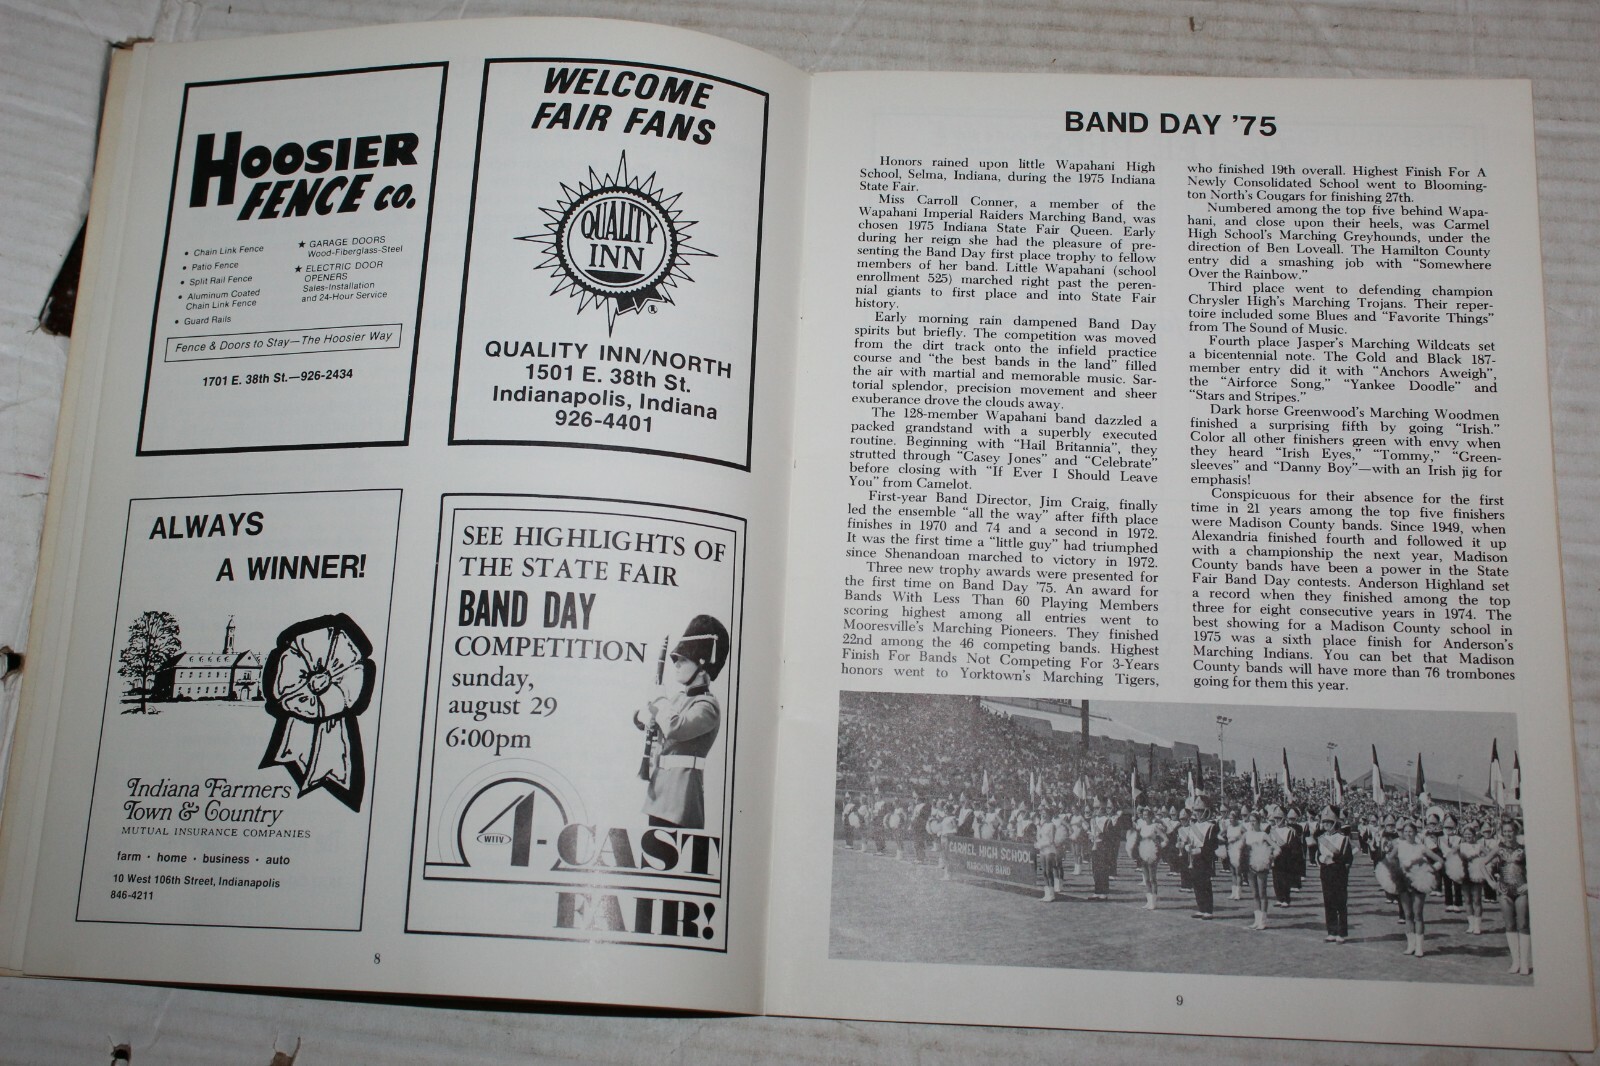 HOOSIER
FENCE CO.
• Chain Link Fence
• Patio Fence
• Split Rail Fence
• Aluminum Coated
Chain Link Fence
• Guard Rails
★ GARAGE DOORS
Wood-Fiberglass-Steel
★ ELECTRIC DOOR
OPENERS
Sales-Installation
and 24-Hour Service
Fence & Doors to Stay—The Hoosier Way
1701 E. 38th St.—926-2434
WELCOME
FAIR FANS
QUALITY
INN
®
QUALITY INN/NORTH
1501 E. 38th St.
Indianapolis, Indiana
926-4401
ALWAYS
A WINNER!
Indiana Farmers
Town & Country
MUTUAL INSURANCE COMPANIES
farm · home · business · auto
10 West 106th Street, Indianapolis
846-4211
SEE HIGHLIGHTS OF
THE STATE FAIR
BAND DAY
COMPETITION
sunday,
august 29
6:00pm
WIIV
4-CAST
FAIR!
8
BAND DAY '75
Honors rained upon little Wapahani High
School, Selma, Indiana, during the 1975 Indiana
State Fair.
Miss Carroll Conner, a member of the
Wapahani Imperial Raiders Marching Band, was
chosen 1975 Indiana State Fair Queen. Early
during her reign she had the pleasure of pre-
senting the Band Day first place trophy to fellow
members of her band. Little Wapahani (school
enrollment 525) marched right past the peren-
nial giants to first place and into State Fair
history.
Early morning rain dampened Band Day
spirits but briefly. The competition was moved
from the dirt track onto the infield practice
course and "the best bands in the land" filled
the air with martial and memorable music. Sar-
torial splendor, precision movement and sheer
exuberance drove the clouds away.
The 128-member Wapahani band dazzled a
packed grandstand with a superbly executed
routine. Beginning with "Hail Britannia", they
strutted through "Casey Jones" and "Celebrate"
before closing with "If Ever I Should Leave
You" from Camelot.
First-year Band Director, Jim Craig, finally
led the ensemble "all the way" after fifth place
finishes in 1970 and 74 and a second in 1972.
It was the first time a "little guy" had triumphed
since Shenandoan marched to victory in 1972.
Three new trophy awards were presented for
the first time on Band Day '75. An award for
Bands With Less Than 60 Playing Members
scoring highest among all entries went to
Mooresville's Marching Pioneers. They finished
22nd among the 46 competing bands. Highest
Finish For Bands Not Competing For 3-Years
honors went to Yorktown's Marching Tigers,
who finished 19th overall. Highest Finish For A
Newly Consolidated School went to Blooming-
ton North's Cougars for finishing 27th.
Numbered among the top five behind Wapa-
hani, and close upon their heels, was Carmel
High School's Marching Greyhounds, under the
direction of Ben Loveall. The Hamilton County
entry did a smashing job with "Somewhere
Over the Rainbow."
Third place went to defending champion
Chrysler High's Marching Trojans. Their reper-
toire included some Blues and "Favorite Things"
from The Sound of Music.
Fourth place Jasper's Marching Wildcats set
a bicentennial note. The Gold and Black 187-
member entry did it with "Anchors Aweigh",
the "Airforce Song," "Yankee Doodle" and
"Stars and Stripes."
Dark horse Greenwood's Marching Woodmen
finished a surprising fifth by going "Irish."
Color all other finishers green with envy when
they heard "Irish Eyes," "Tommy," "Green-
sleeves" and "Danny Boy"—with an Irish jig for
emphasis!
Conspicuous for their absence for the first
time in 21 years among the top five finishers
were Madison County bands. Since 1949, when
Alexandria finished fourth and followed it up
with a championship the next year, Madison
County bands have been a power in the State
Fair Band Day contests. Anderson Highland set
a record when they finished among the top
three for eight consecutive years in 1974. The
best showing for a Madison County school in
1975 was a sixth place finish for Anderson's
Marching Indians. You can bet that Madison
County bands will have more than 76 trombones
going for them this year.
CARMEL HIGH SCHOOL
MARCHING BAND
9